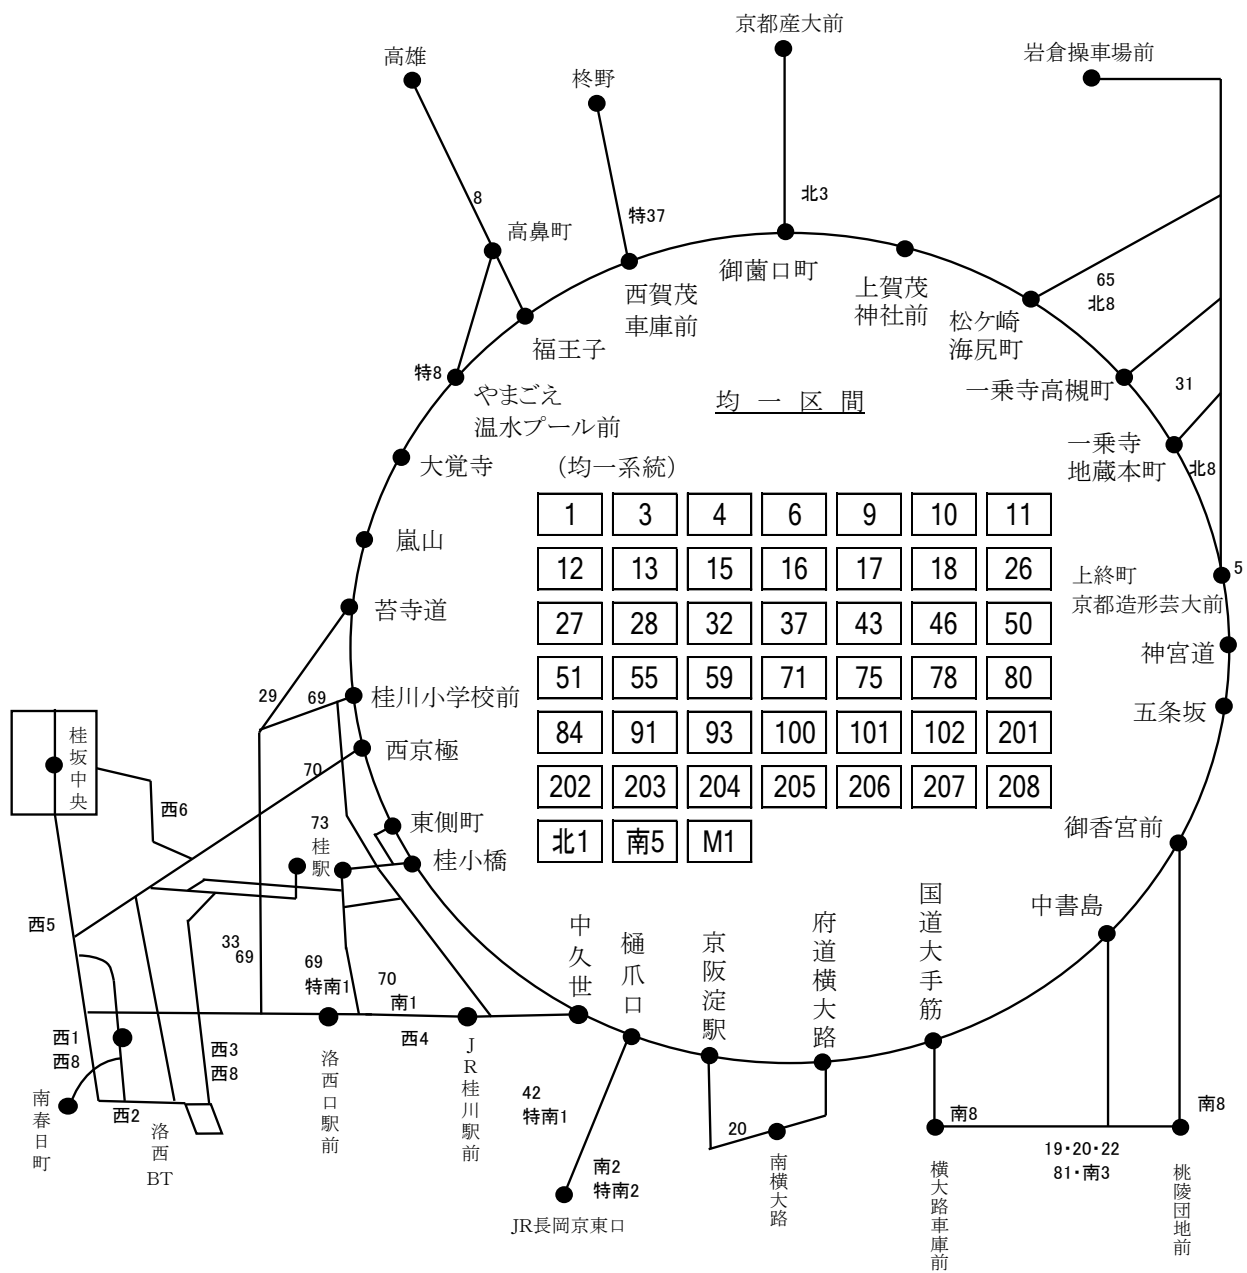 京都産大前
高雄
岩倉操車場前
柊野
8
北3
特37
高鼻町
御薗口町
西賀茂
車庫前
上賀茂
神社前
65
北8
松ケ崎
海尻町
福王子
特8
やまごえ
温水プール前
均一区間
一乗寺高槻町
31
一乗寺
地蔵本町
北8
大覚寺
(均一系統)
1 3 4 6 9 10 11
12 13 15 16 17 18 26
27 28 32 37 43 46 50
51 55 59 71 75 78 80
84 91 93 100 101 102 201
202 203 204 205 206 207 208
北1 南5 M1
嵐山
上終町
京都造形芸大前
5
苔寺道
神宮道
29
69
桂川小学校前
五条坂
桂坂中央
西京極
70
西6
73
桂駅
東側町
桂小橋
御香宮前
中書島
西5
33
69
69
特南1
70
南1
西4
中久世
樋爪口
京阪淀駅
府道横大路
国道大手筋
西1
西8
西3
西8
南春日町
西2
洛西
BT
洛西口駅前
JR桂川駅前
42
特南1
南2
特南2
JR長岡京東口
20
南横大路
南8
横大路車庫前
19・20・22
81・南3
南8
桃陵団地前